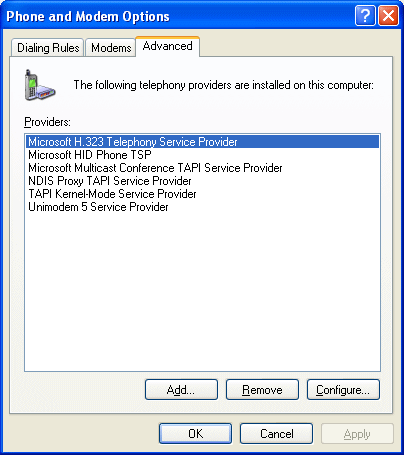 Phone and Modem Options
Dialing Rules Modems Advanced
The following telephony providers are installed on this computer:
Providers:
Microsoft H.323 Telephony Service Provider
Microsoft HID Phone TSP
Microsoft Multicast Conference TAPI Service Provider
NDIS Proxy TAPI Service Provider
TAPI Kernel-Mode Service Provider
Unimodem 5 Service Provider
Add... Remove Configure...
OK Cancel Apply